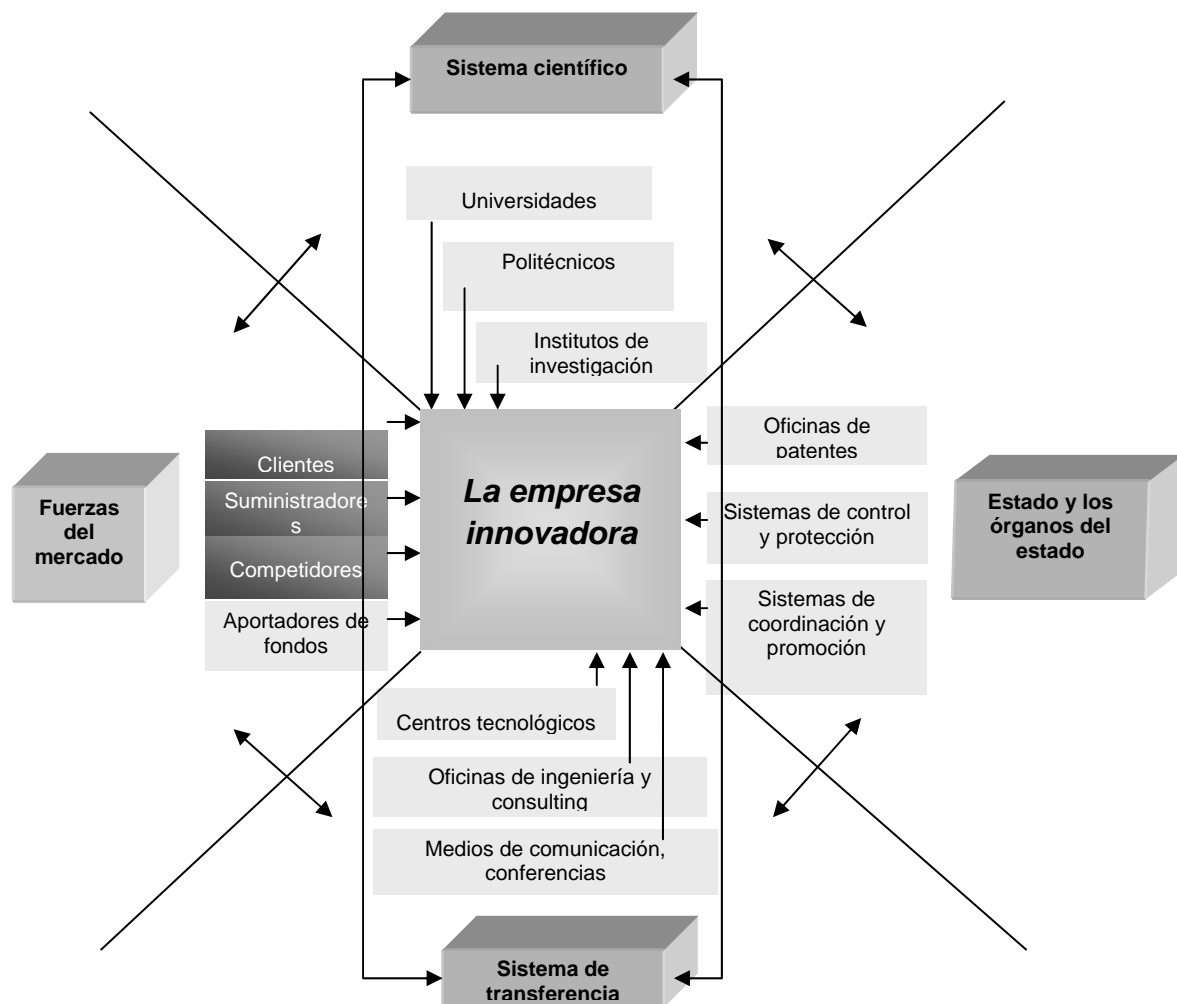 Sistema científico
Universidades
Politécnicos
Institutos de
investigación
Clientes
Suministradore
s
Competidores
Aportadores de
fondos
Fuerzas
del
mercado
La empresa
innovadora
Oficinas de
patentes
Sistemas de control
y protección
Sistemas de
coordinación y
promoción
Estado y los
órganos del
estado
Centros tecnológicos
Oficinas de ingeniería y
consulting
Medios de comunicación,
conferencias
Sistema de
transferencia